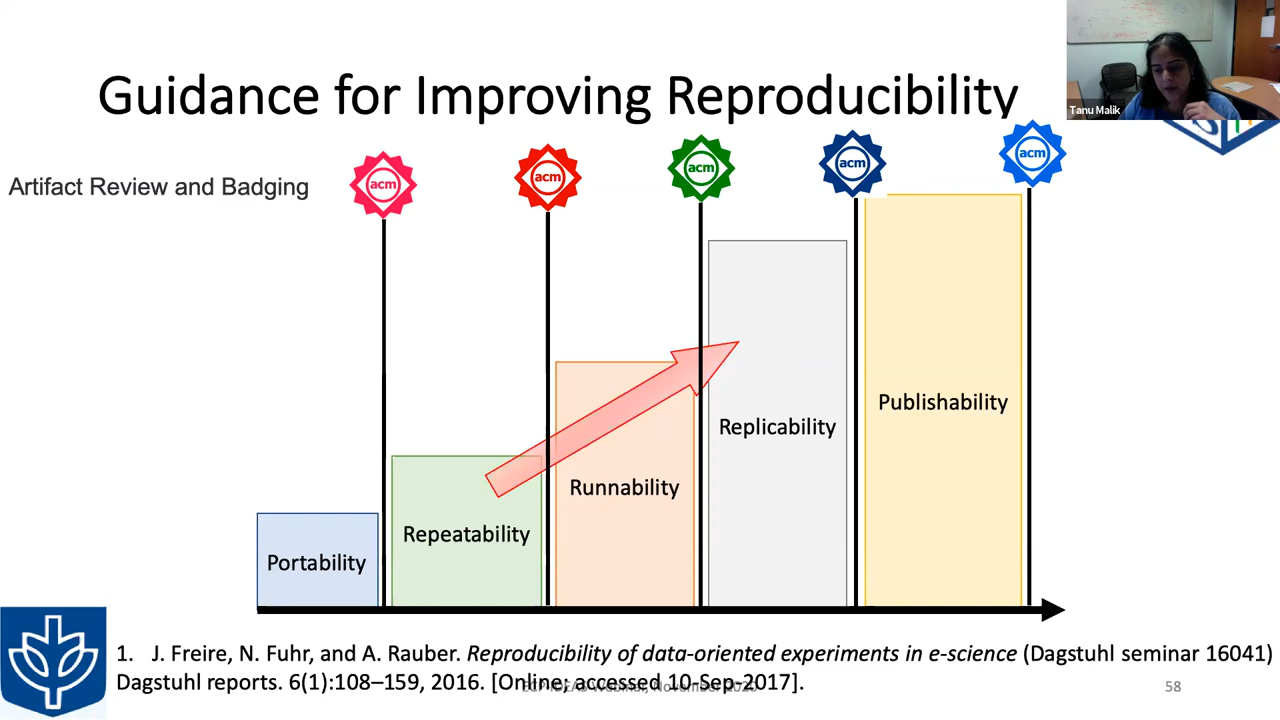 Guidance for Improving Reproducibility
Tanu Malik
Artifact Review and Badging
acm
acm
acm
acm
acm
Portability
Repeatability
Runnability
Replicability
Publishability
1. J. Freire, N. Fuhr, and A. Rauber. Reproducibility of data-oriented experiments in e-science (Dagstuhl seminar 16041)
Dagstuhl reports. 6(1):108–159, 2016. [Online; accessed 10-Sep-2017].
58